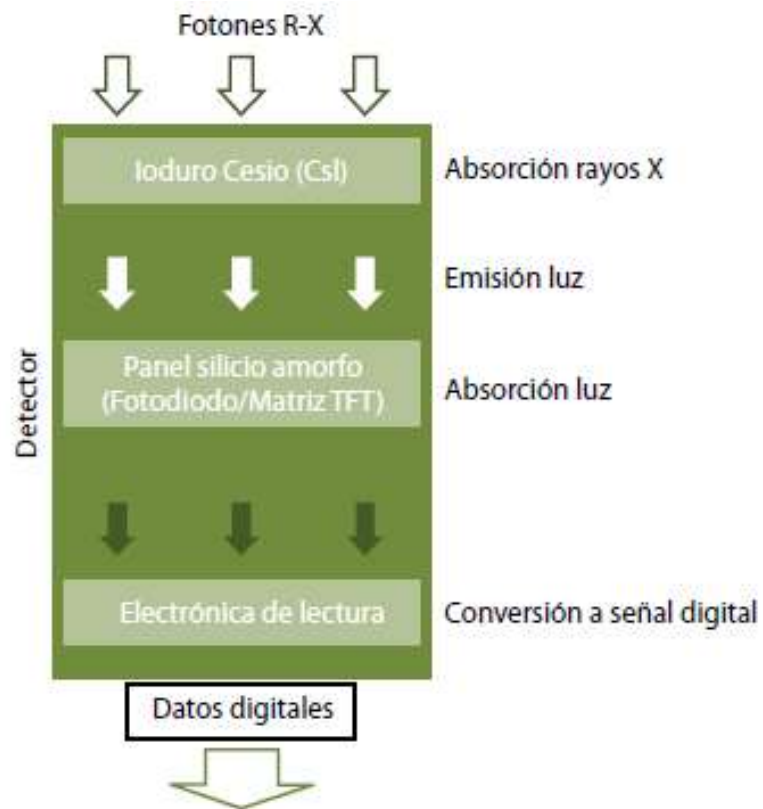 Fotones R-X
Ioduro Cesio (CsI)
Absorción rayos X
Emisión luz
Detector
Panel silicio amorfo
(Fotodiodo/Matriz TFT)
Absorción luz
Electrónica de lectura
Conversión a señal digital
Datos digitales